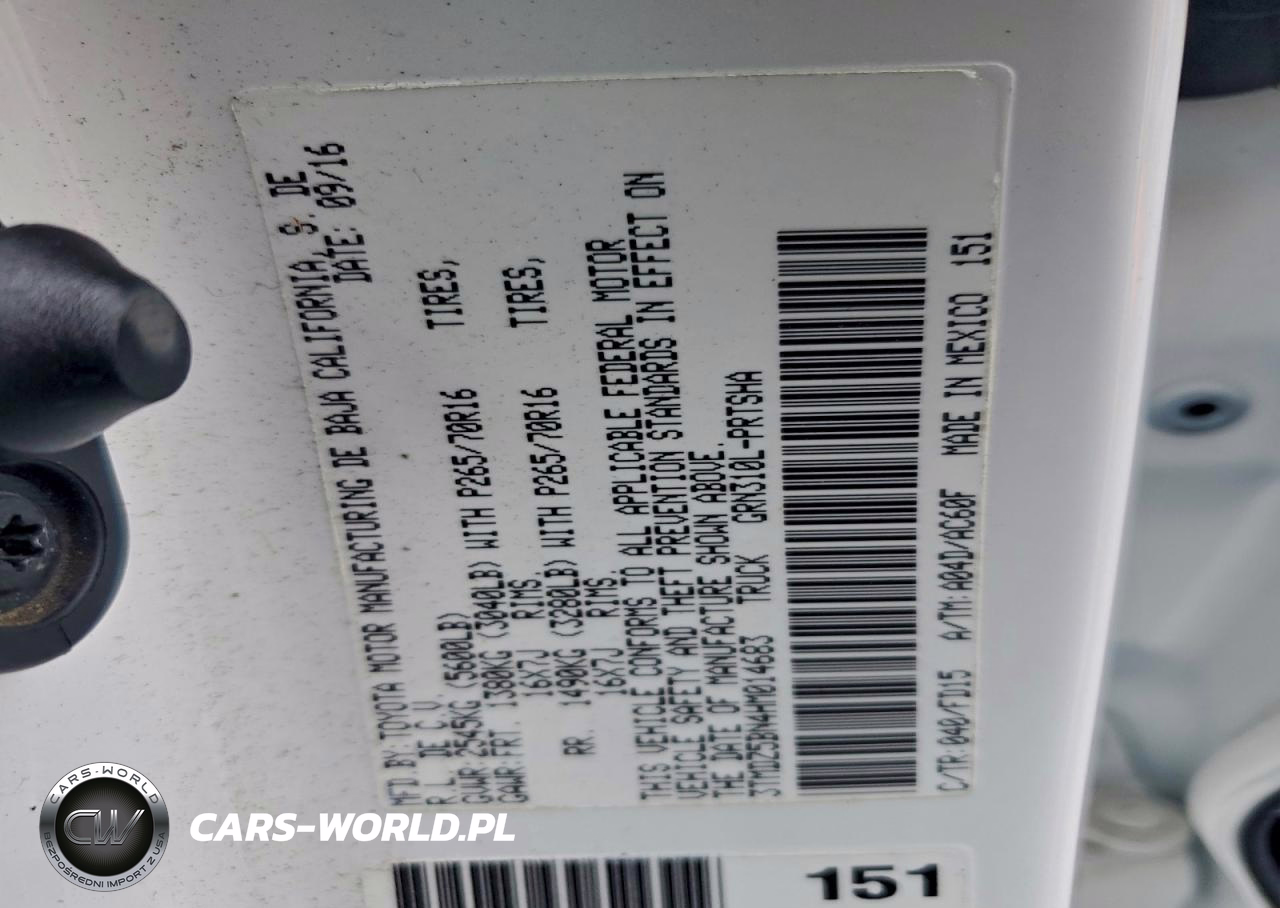 MFD.BY:TOYOTA MOTOR MANUFACTURING DE BAJA CALIFORNIA, S. DE
R.L. DE C.V. DATE: 09/16
GVWR:2545KG (5600LB)
GAWR:FRT. 1380KG (3040LB) WITH P265/70R16 TIRES,
16X7J RIMS.
RR. 1490KG (3280LB) WITH P265/70R16 TIRES,
16X7J RIMS.
THIS VEHICLE CONFORMS TO ALL APPLICABLE FEDERAL MOTOR
VEHICLE SAFETY AND THEFT PREVENTION STANDARDS IN EFFECT ON
THE DATE OF MANUFACTURE SHOWN ABOVE.
3TMDZ5BN4HM014683 TRUCK GRN310L-PRTSHA
C/TR:040/FD15 A/TM:A04D/AC60F MADE IN MEXICO 151
151
CARS-WORLD
CW
BEZPOŚREDNI IMPORT Z USA
CARS-WORLD.PL